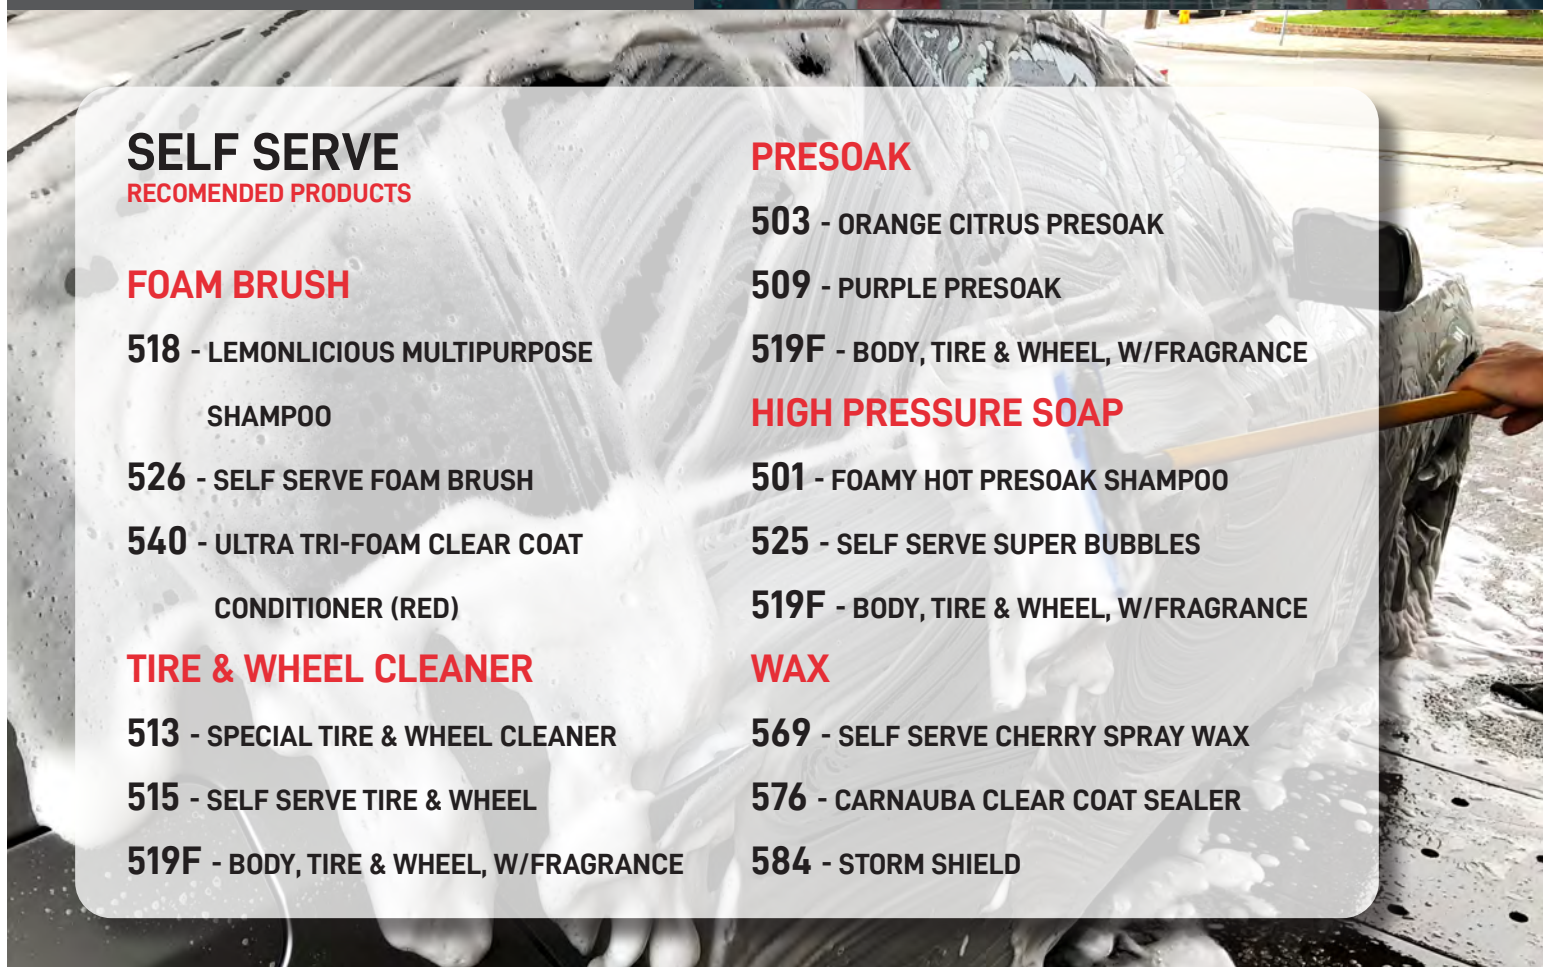 SELF SERVE
RECOMENDED PRODUCTS
FOAM BRUSH
518 - LEMONLICIOUS MULTIPURPOSE
SHAMPOO
526 - SELF SERVE FOAM BRUSH
540 - ULTRA TRI-FOAM CLEAR COAT
CONDITIONER (RED)
TIRE & WHEEL CLEANER
513 - SPECIAL TIRE & WHEEL CLEANER
515 - SELF SERVE TIRE & WHEEL
519F - BODY, TIRE & WHEEL, W/FRAGRANCE
PRESOAK
503 - ORANGE CITRUS PRESOAK
509 - PURPLE PRESOAK
519F - BODY, TIRE & WHEEL, W/FRAGRANCE
HIGH PRESSURE SOAP
501 - FOAMY HOT PRESOAK SHAMPOO
525 - SELF SERVE SUPER BUBBLES
519F - BODY, TIRE & WHEEL, W/FRAGRANCE
WAX
569 - SELF SERVE CHERRY SPRAY WAX
576 - CARNAUBA CLEAR COAT SEALER
584 - STORM SHIELD